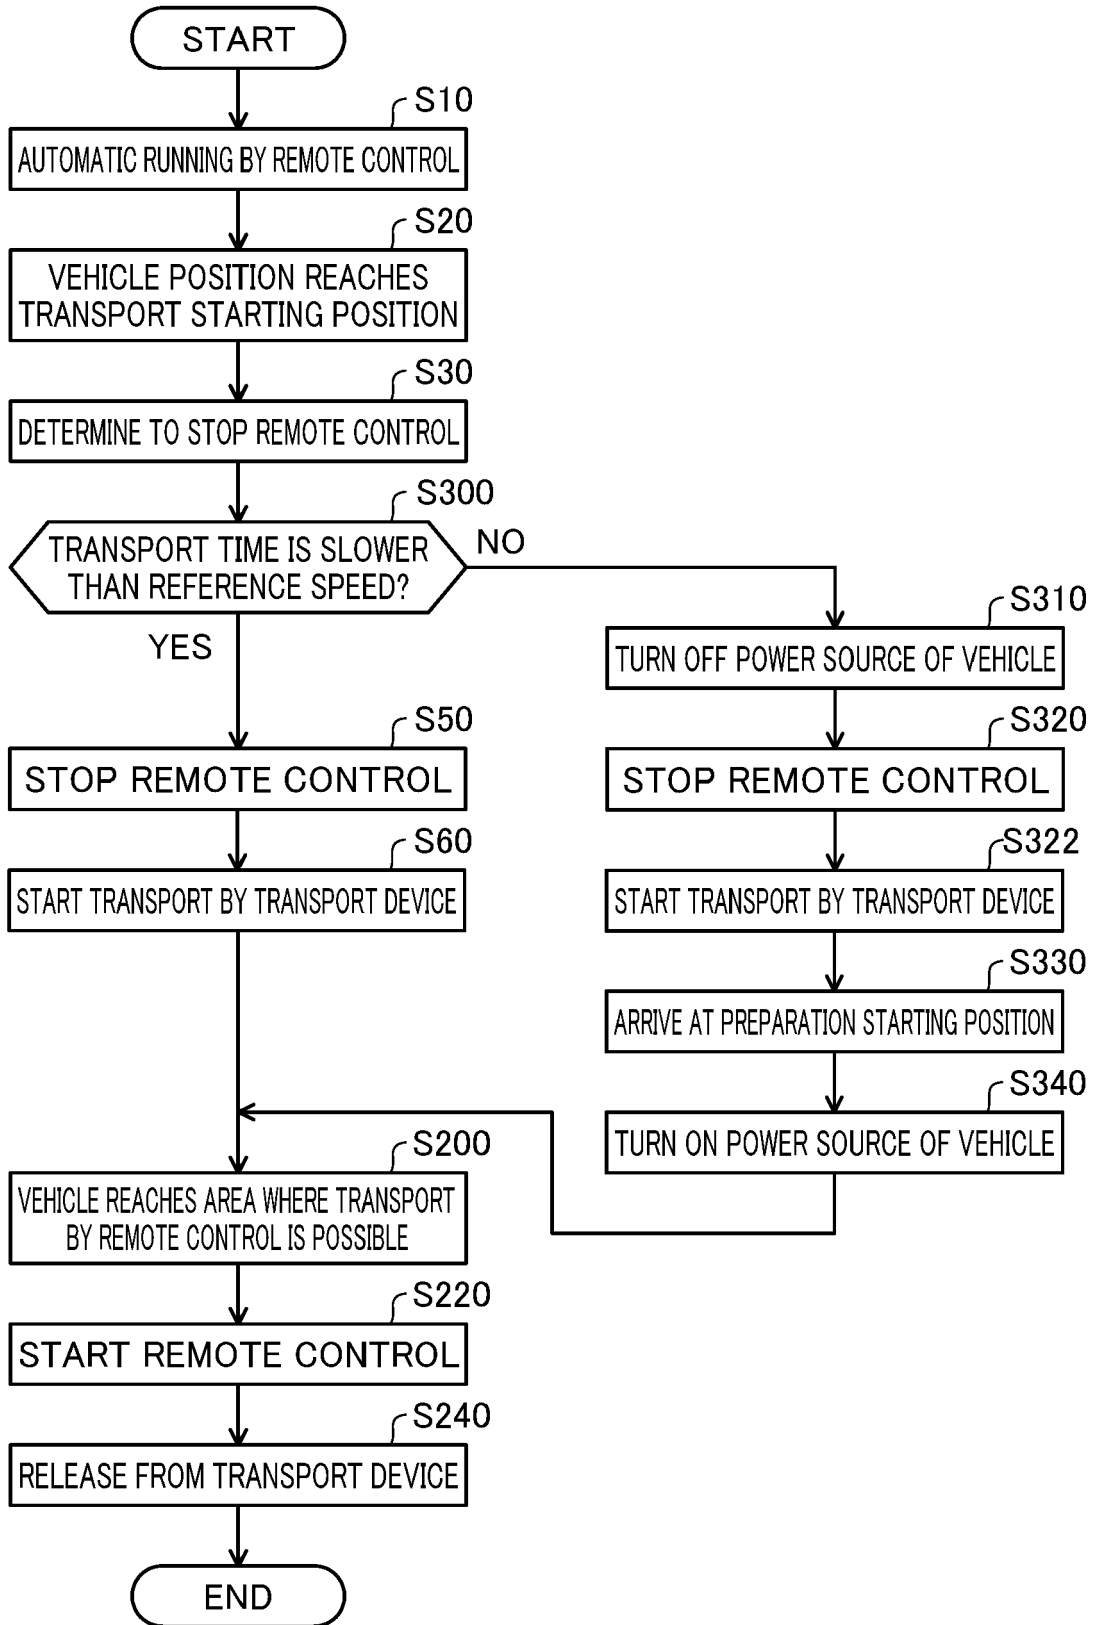 START
S10
AUTOMATIC RUNNING BY REMOTE CONTROL
S20
VEHICLE POSITION REACHES
TRANSPORT STARTING POSITION
S30
DETERMINE TO STOP REMOTE CONTROL
S300
TRANSPORT TIME IS SLOWER
THAN REFERENCE SPEED?
NO
YES
S310
TURN OFF POWER SOURCE OF VEHICLE
S50
STOP REMOTE CONTROL
S320
STOP REMOTE CONTROL
S60
START TRANSPORT BY TRANSPORT DEVICE
S322
START TRANSPORT BY TRANSPORT DEVICE
S330
ARRIVE AT PREPARATION STARTING POSITION
S340
TURN ON POWER SOURCE OF VEHICLE
S200
VEHICLE REACHES AREA WHERE TRANSPORT
BY REMOTE CONTROL IS POSSIBLE
S220
START REMOTE CONTROL
S240
RELEASE FROM TRANSPORT DEVICE
END